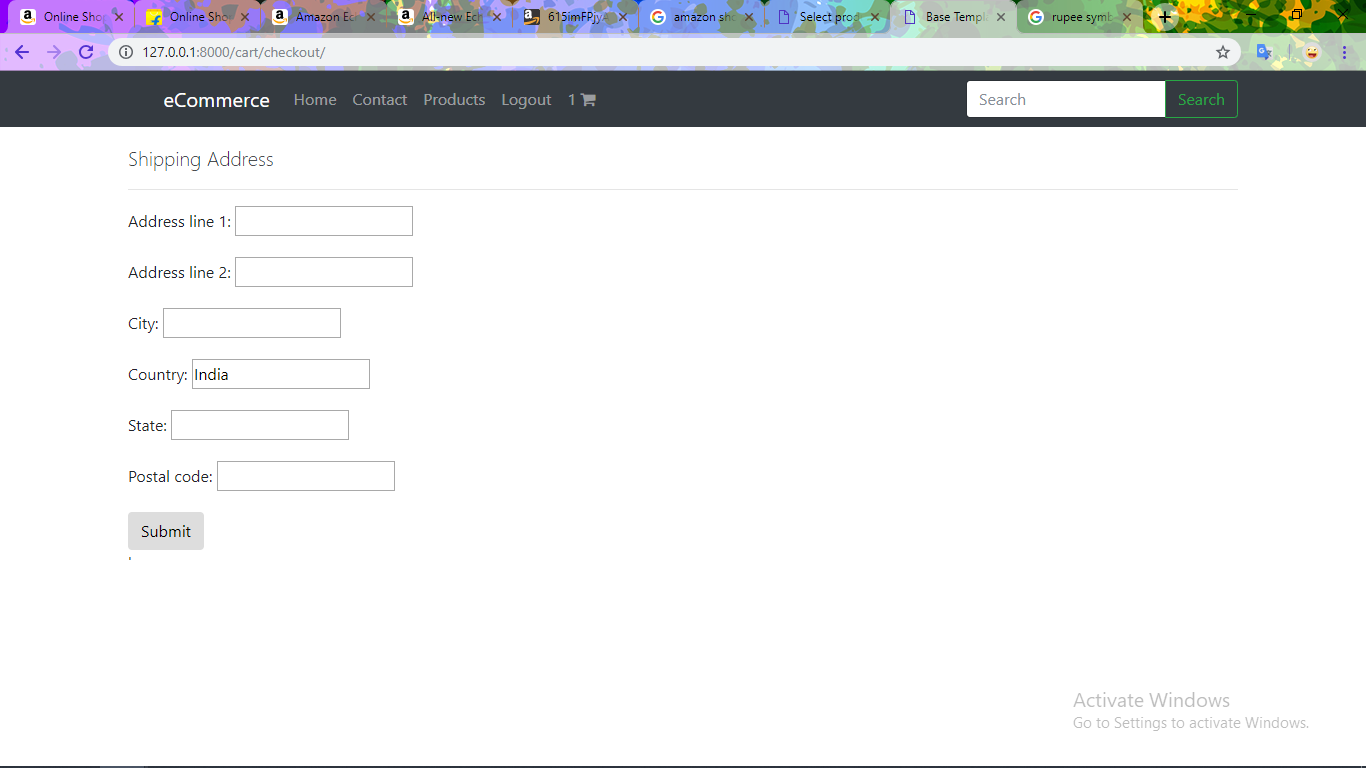 Online Sho Online Sho Amazon Ec All-new Ech 615imFPjyA amazon sho Select prod Base Templ rupee symb
127.0.0.1:8000/cart/checkout/
eCommerce Home Contact Products Logout 1 Search Search
Shipping Address
Address line 1:
Address line 2:
City:
Country: India
State:
Postal code:
Submit
Activate Windows
Go to Settings to activate Windows.